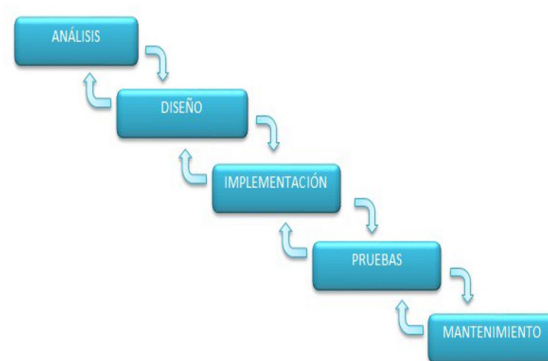 ANÁLISIS
DISEÑO
IMPLEMENTACIÓN
PRUEBAS
MANTENIMIENTO